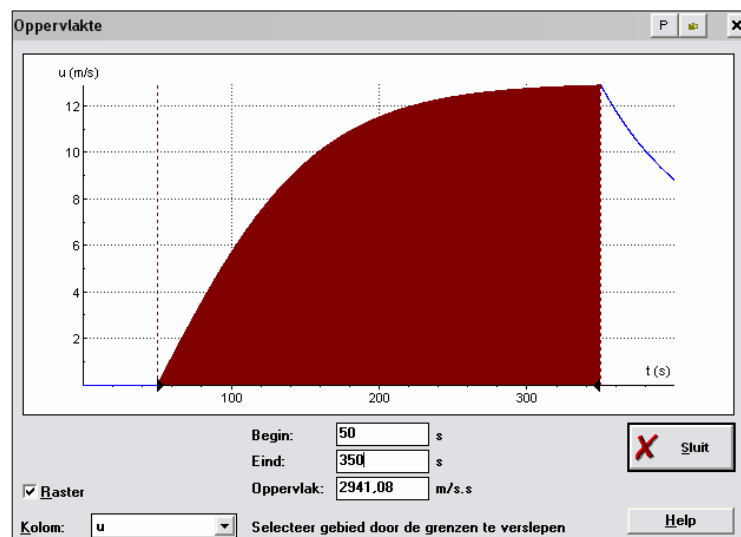 Oppervlakte
P
u (m/s)
12
10
8
6
4
2
t (s)
100
200
300
Begin: 50 s
Eind: 350 s
Oppervlak: 2941,08 m/s.s
Sluit
Raster
Kolom: u
Selecteer gebied door de grenzen te verslepen
Help